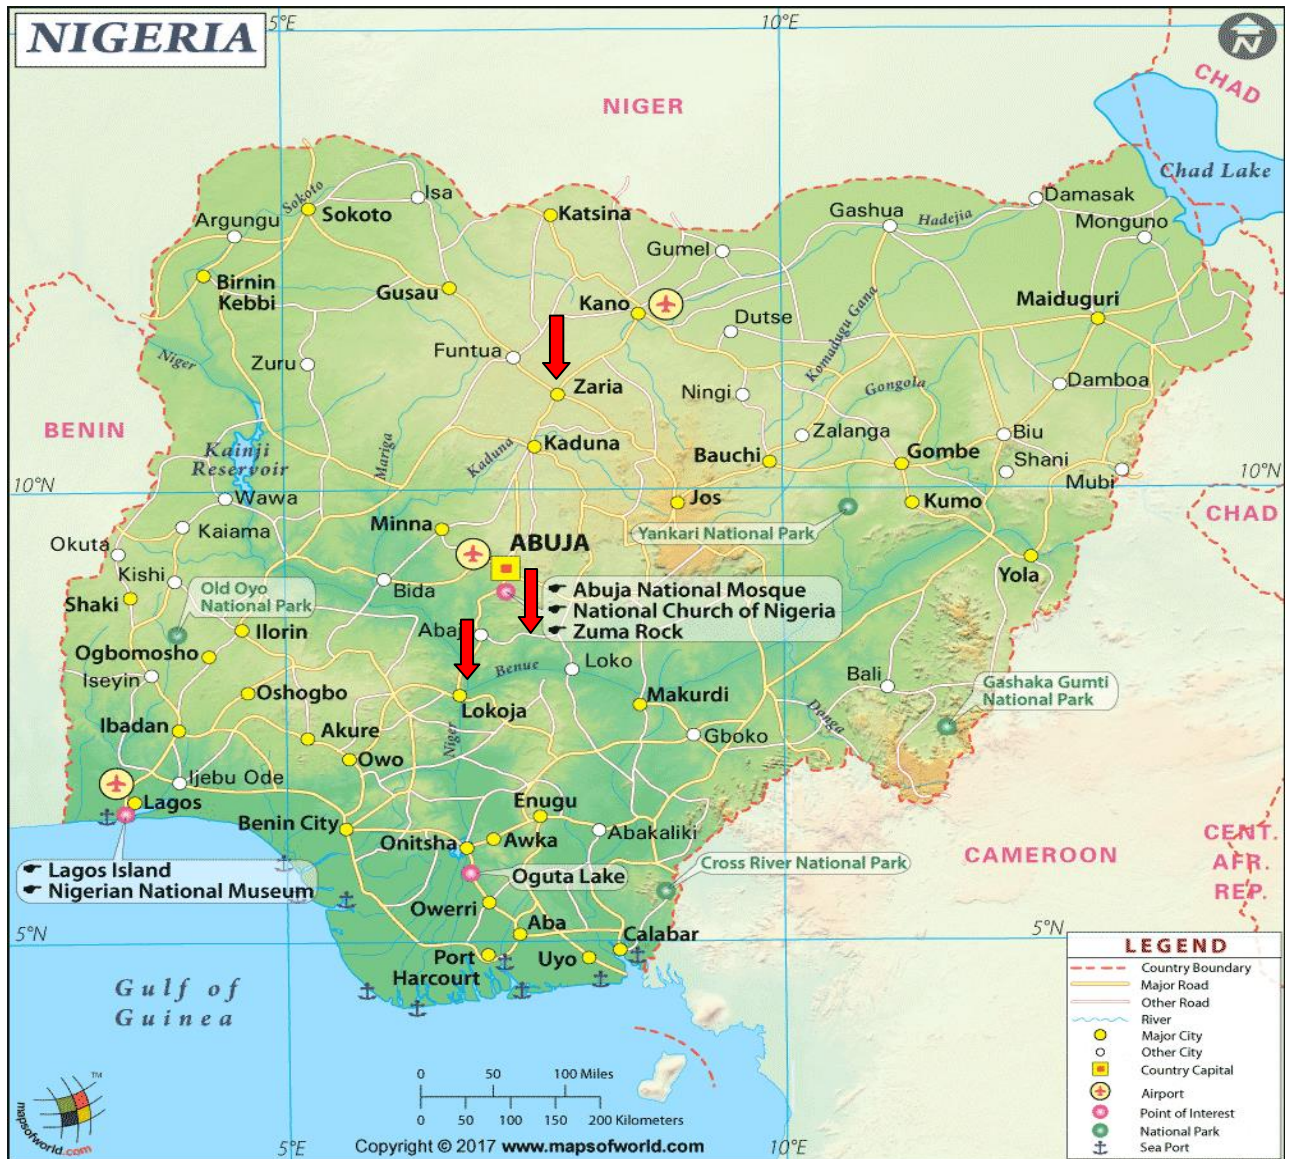 NIGERIA
5°E
10°E
N
CHAD
NIGER
Chad Lake
Isa
Sokoto
Sokoto
Katsina
Argungu
Gashua
Hadejia
Damasak
Monguno
Gumel
Birnin
Kebbi
Gusau
Kano
Dutse
Komadugu Gana
Maiduguri
Niger
Zuru
Funtua
Zaria
Ningi
Gongola
Damboa
BENIN
Kainji
Reservoir
Mariga
Kaduna
Kaduna
Bauchi
Zalanga
Gombe
Biu
Shani
Mubi
10°N
10°N
Wawa
Jos
Kumo
CHAD
Kaiama
Minna
ABUJA
Yankari National Park
Okuta
Kishi
Old Oyo
National Park
Bida
Yola
Shaki
Abuja National Mosque
National Church of Nigeria
Zuma Rock
Ilorin
Abaj
Ogbomosho
Benue
Loko
Bali
Iseyin
Oshogbo
Lokoja
Makurdi
Gashaka Gumti
National Park
Ibadan
Akure
Niger
Gboko
Donga
Owo
Ijebu Ode
Lagos
Benin City
Enugu
Onitsha
Awka
Abakaliki
CENT.
AFR.
REP.
CAMEROON
Lagos Island
Nigerian National Museum
Oguta Lake
Cross River National Park
Owerri
Aba
Calabar
5°N
5°N
Port
Harcourt
Uyo
Gulf of
Guinea
LEGEND
Country Boundary
Major Road
Other Road
River
Major City
Other City
Country Capital
Airport
Point of Interest
National Park
Sea Port
0 50 100 Miles
0 50 100 150 200 Kilometers
TM
mapsofworld.com
5°E
10°E
Copyright © 2017 www.mapsofworld.com